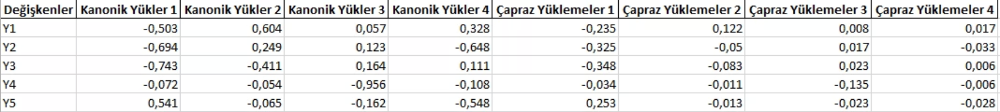 Değişkenler Kanonik Yükler 1 Kanonik Yükler 2 Kanonik Yükler 3 Kanonik Yükler 4 Çapraz Yüklemeler 1 Çapraz Yüklemeler 2 Çapraz Yüklemeler 3 Çapraz Yüklemeler 4
Y1 -0,503 0,604 0,057 0,328 -0,235 0,122 0,008 0,017
Y2 -0,694 0,249 0,123 -0,648 -0,325 -0,05 0,017 -0,033
Y3 -0,743 -0,411 0,164 0,111 -0,348 -0,083 0,023 0,006
Y4 -0,072 -0,054 -0,956 -0,108 -0,034 -0,011 -0,135 -0,006
Y5 0,541 -0,065 -0,162 -0,548 0,253 -0,013 -0,023 -0,028